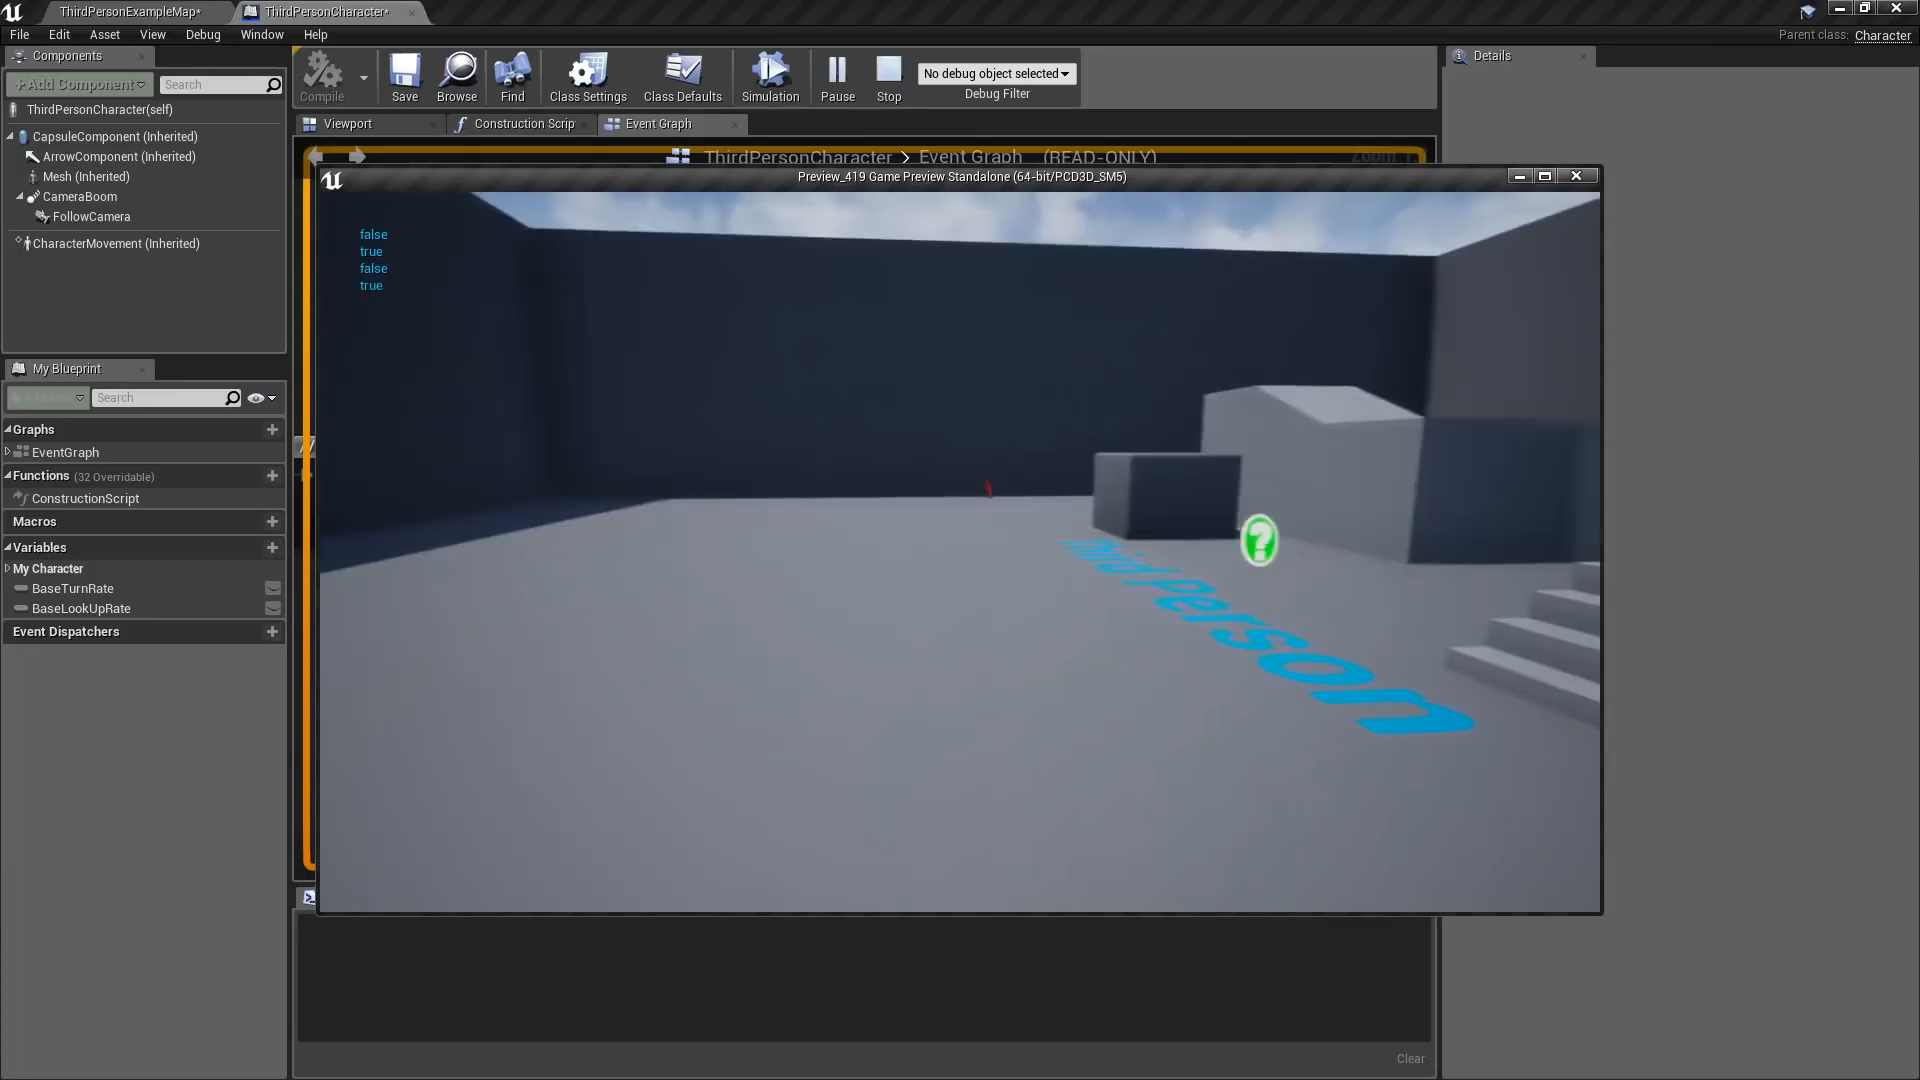 ThirdPersonExampleMap*
ThirdPersonCharacter*
File Edit Asset View Debug Window Help
Parent class: Character
Components
+Add Component
Search
ThirdPersonCharacter(self)
CapsuleComponent (Inherited)
ArrowComponent (Inherited)
Mesh (Inherited)
CameraBoom
FollowCamera
CharacterMovement (Inherited)
My Blueprint
Search
Graphs
EventGraph
Functions (32 Overridable)
ConstructionScript
Macros
Variables
My Character
BaseTurnRate
BaseLookUpRate
Event Dispatchers
Compile Save Browse Find Class Settings Class Defaults Simulation Pause Stop
No debug object selected
Debug Filter
Viewport
Construction Scrip
Event Graph
ThirdPersonCharacter > Event Graph (READ-ONLY)
Preview_419 Game Preview Standalone (64-bit/PCD3D_SM5)
false
true
false
true
Third Person
Details
Clear